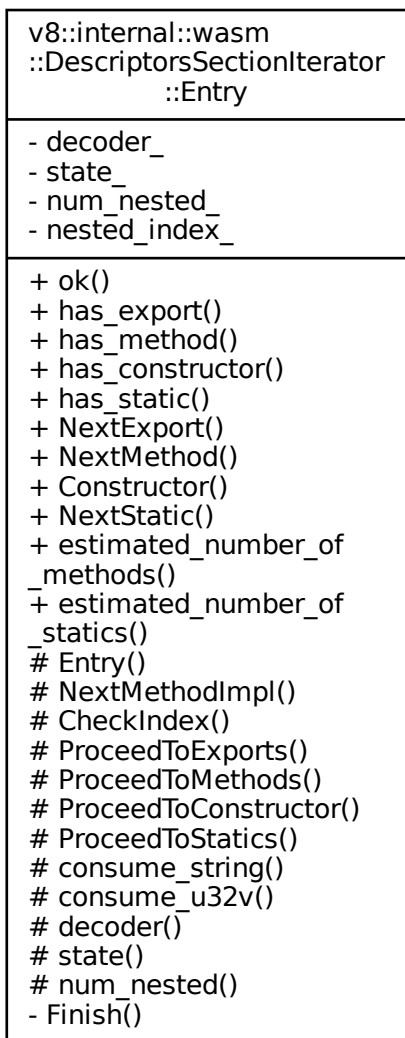 v8::internal::wasm
::DescriptorsSectionIterator
::Entry
- decoder_
- state_
- num_nested_
- nested_index_
+ ok()
+ has_export()
+ has_method()
+ has_constructor()
+ has_static()
+ NextExport()
+ NextMethod()
+ Constructor()
+ NextStatic()
+ estimated_number_of
_methods()
+ estimated_number_of
_statics()
# Entry()
# NextMethodImpl()
# CheckIndex()
# ProceedToExports()
# ProceedToMethods()
# ProceedToConstructor()
# ProceedToStatics()
# consume_string()
# consume_u32v()
# decoder()
# state()
# num_nested()
- Finish()